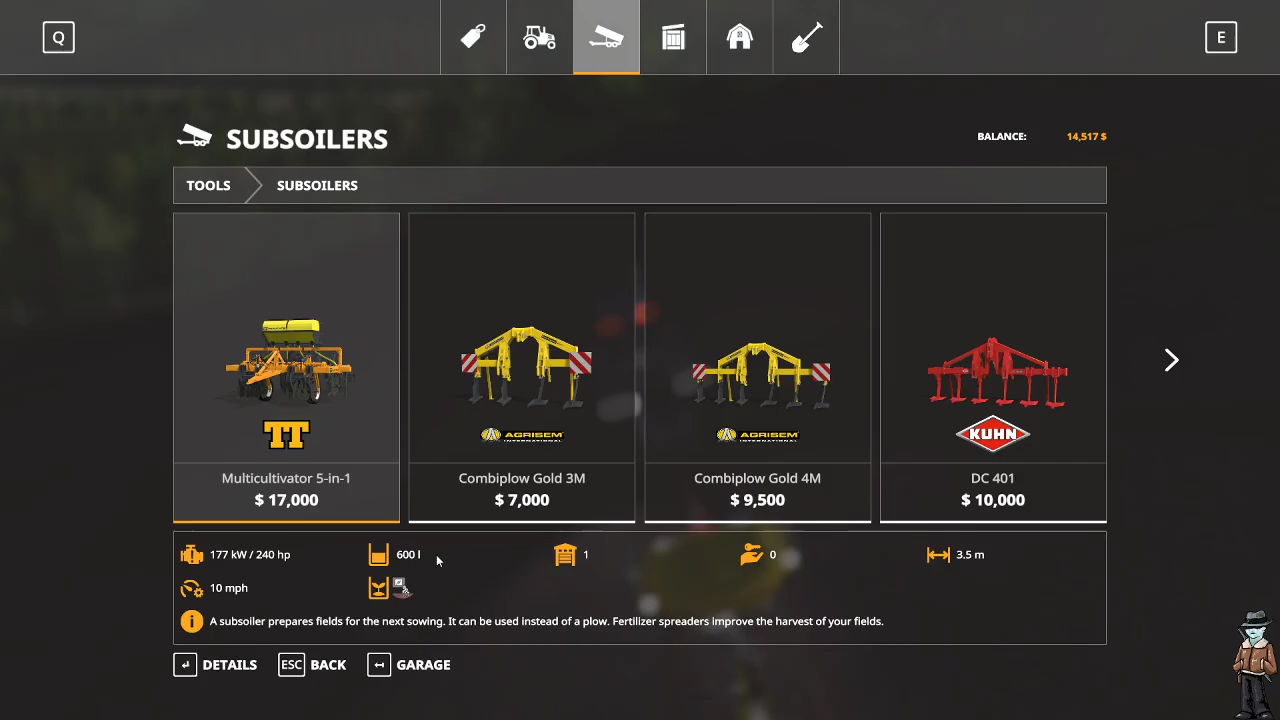 Q
E
SUBSOILERS
BALANCE: 14,517 $
TOOLS SUBSOILERS
TT
AGRISEM INTERNATIONAL
AGRISEM INTERNATIONAL
KUHN
Multicultivator 5-in-1
$ 17,000
Combiplow Gold 3M
$ 7,000
Combiplow Gold 4M
$ 9,500
DC 401
$ 10,000
177 kW / 240 hp 600 l 1 0 3.5 m
10 mph
A subsoiler prepares fields for the next sowing. It can be used instead of a plow. Fertilizer spreaders improve the harvest of your fields.
DETAILS ESC BACK GARAGE